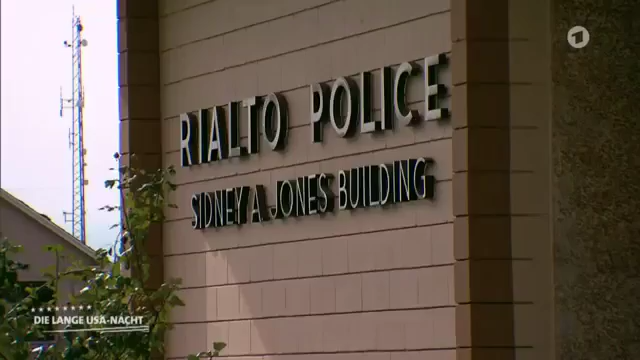 RIALTO POLICE
SIDNEY A. JONES BUILDING
DIE LANGE USA-NACHT